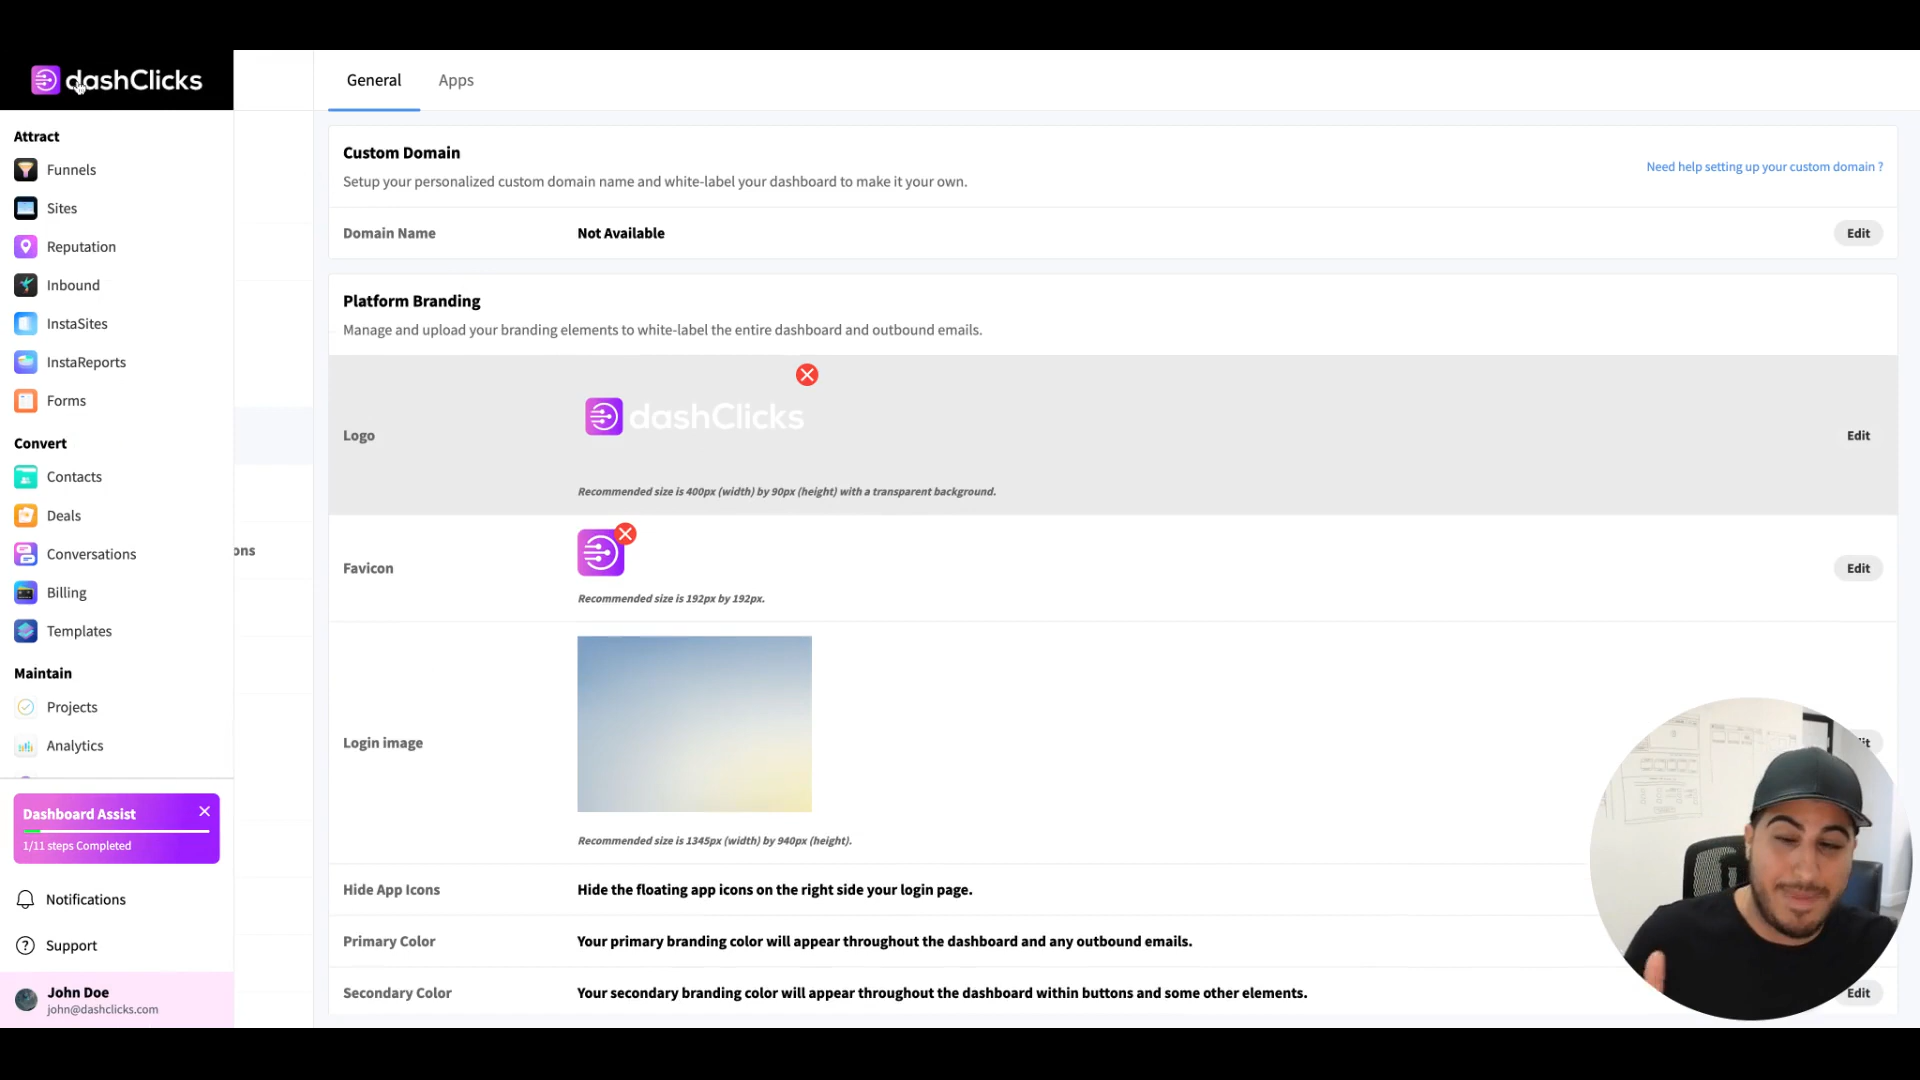 dashClicks
General
Apps
Attract
Funnels
Sites
Reputation
Inbound
InstaSites
InstaReports
Forms
Convert
Contacts
Deals
Conversations
Billing
Templates
Maintain
Projects
Analytics
Dashboard Assist
1/11 steps Completed
Notifications
Support
John Doe
john@dashclicks.com
ons
Custom Domain
Need help setting up your custom domain ?
Setup your personalized custom domain name and white-label your dashboard to make it your own.
Domain Name
Not Available
Edit
Platform Branding
Manage and upload your branding elements to white-label the entire dashboard and outbound emails.
Logo
dashClicks
Edit
Recommended size is 400px (width) by 90px (height) with a transparent background.
Favicon
Edit
Recommended size is 192px by 192px.
Login image
it
Recommended size is 1345px (width) by 940px (height).
Hide App Icons
Hide the floating app icons on the right side your login page.
Primary Color
Your primary branding color will appear throughout the dashboard and any outbound emails.
Secondary Color
Your secondary branding color will appear throughout the dashboard within buttons and some other elements.
Edit